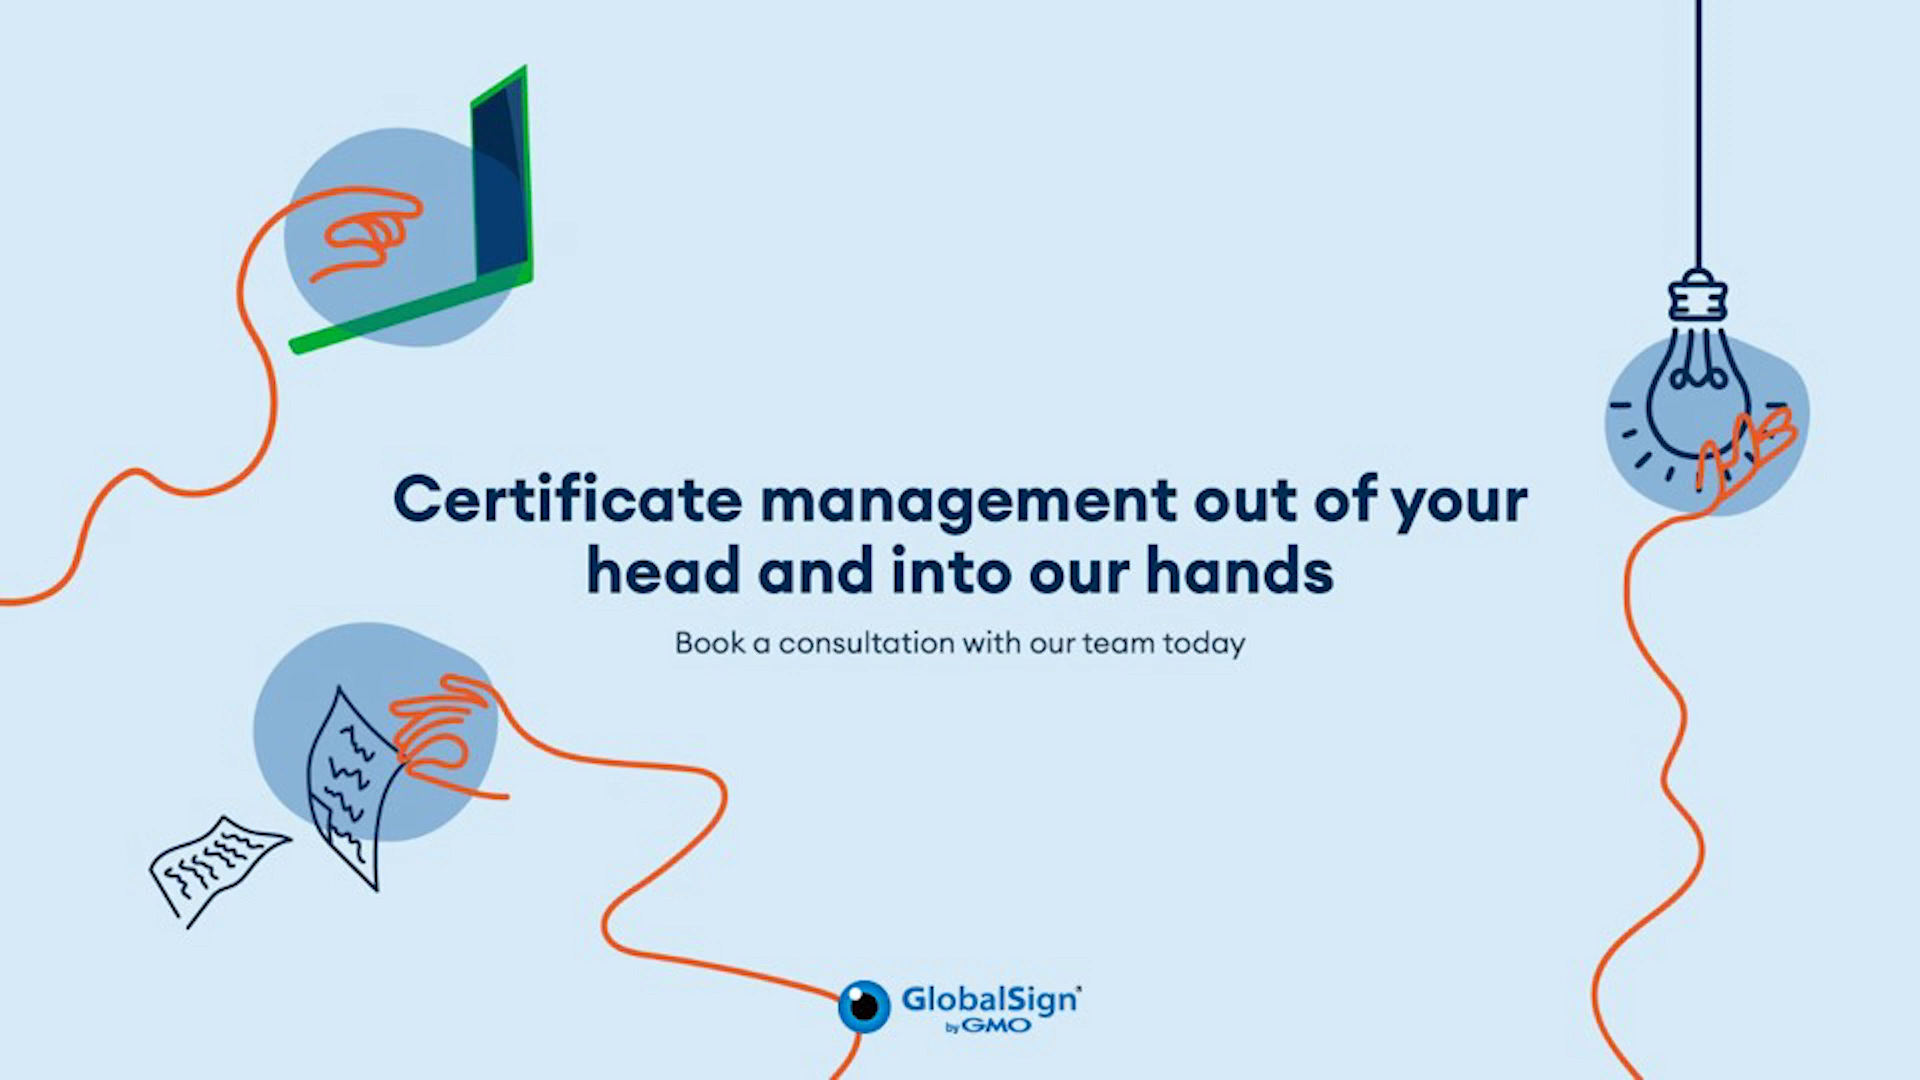 Certificate management out of your
head and into our hands
Book a consultation with our team today
GlobalSign®
by GMO